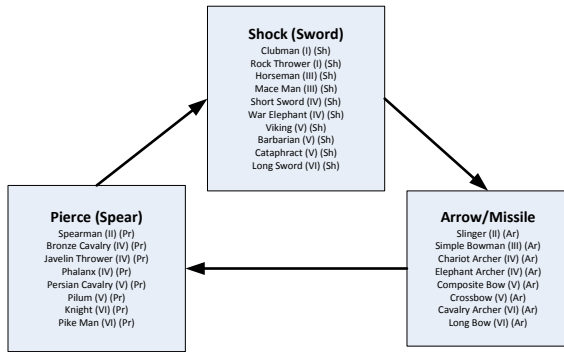 Shock (Sword)
Clubman (I) (Sh)
Rock Thrower (I) (Sh)
Horseman (III) (Sh)
Mace Man (III) (Sh)
Short Sword (IV) (Sh)
War Elephant (IV) (Sh)
Viking (V) (Sh)
Barbarian (V) (Sh)
Cataphract (V) (Sh)
Long Sword (VI) (Sh)
Pierce (Spear)
Spearman (II) (Pr)
Bronze Cavalry (IV) (Pr)
Javelin Thrower (IV) (Pr)
Phalanx (IV) (Pr)
Persian Cavalry (V) (Pr)
Pilum (V) (Pr)
Knight (VI) (Pr)
Pike Man (VI) (Pr)
Arrow/Missile
Slinger (II) (Ar)
Simple Bowman (III) (Ar)
Chariot Archer (IV) (Ar)
Elephant Archer (IV) (Ar)
Composite Bow (V) (Ar)
Crossbow (V) (Ar)
Cavalry Archer (VI) (Ar)
Long Bow (VI) (Ar)